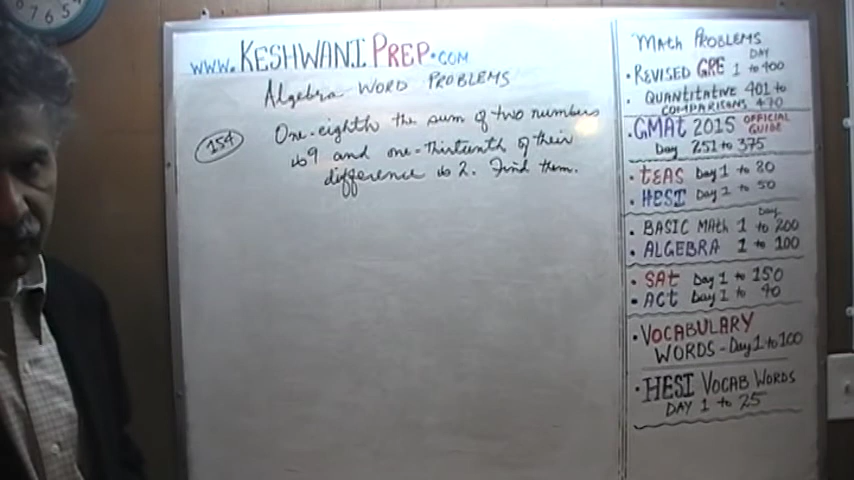 7 6 5
www.KESHWANIPREP.COM
Algebra WORD PROBLEMS
154
One-eighth the sum of two numbers
is 9 and one-thirteenth of their
difference is 2. Find them.
MAtH PROBLEMS
DAY
• REVISED GRE 1 to 400
• QUANTITATIVE 401 to
COMPARISONS 470
• GMAt 2015 OFFICIAL GUIDE
Day 251 to 375
• tEAS Day 1 to 80
• HESI Day 1 to 50
Day
• BASIC MAtH 1 to 200
• ALGEBRA 1 to 100
• SAt Day 1 to 150
• ACt Day 1 to 90
• VOCABULARY
WORDS - Day 1 to 100
• HESI VOCAB WORDS
DAY 1 to 25